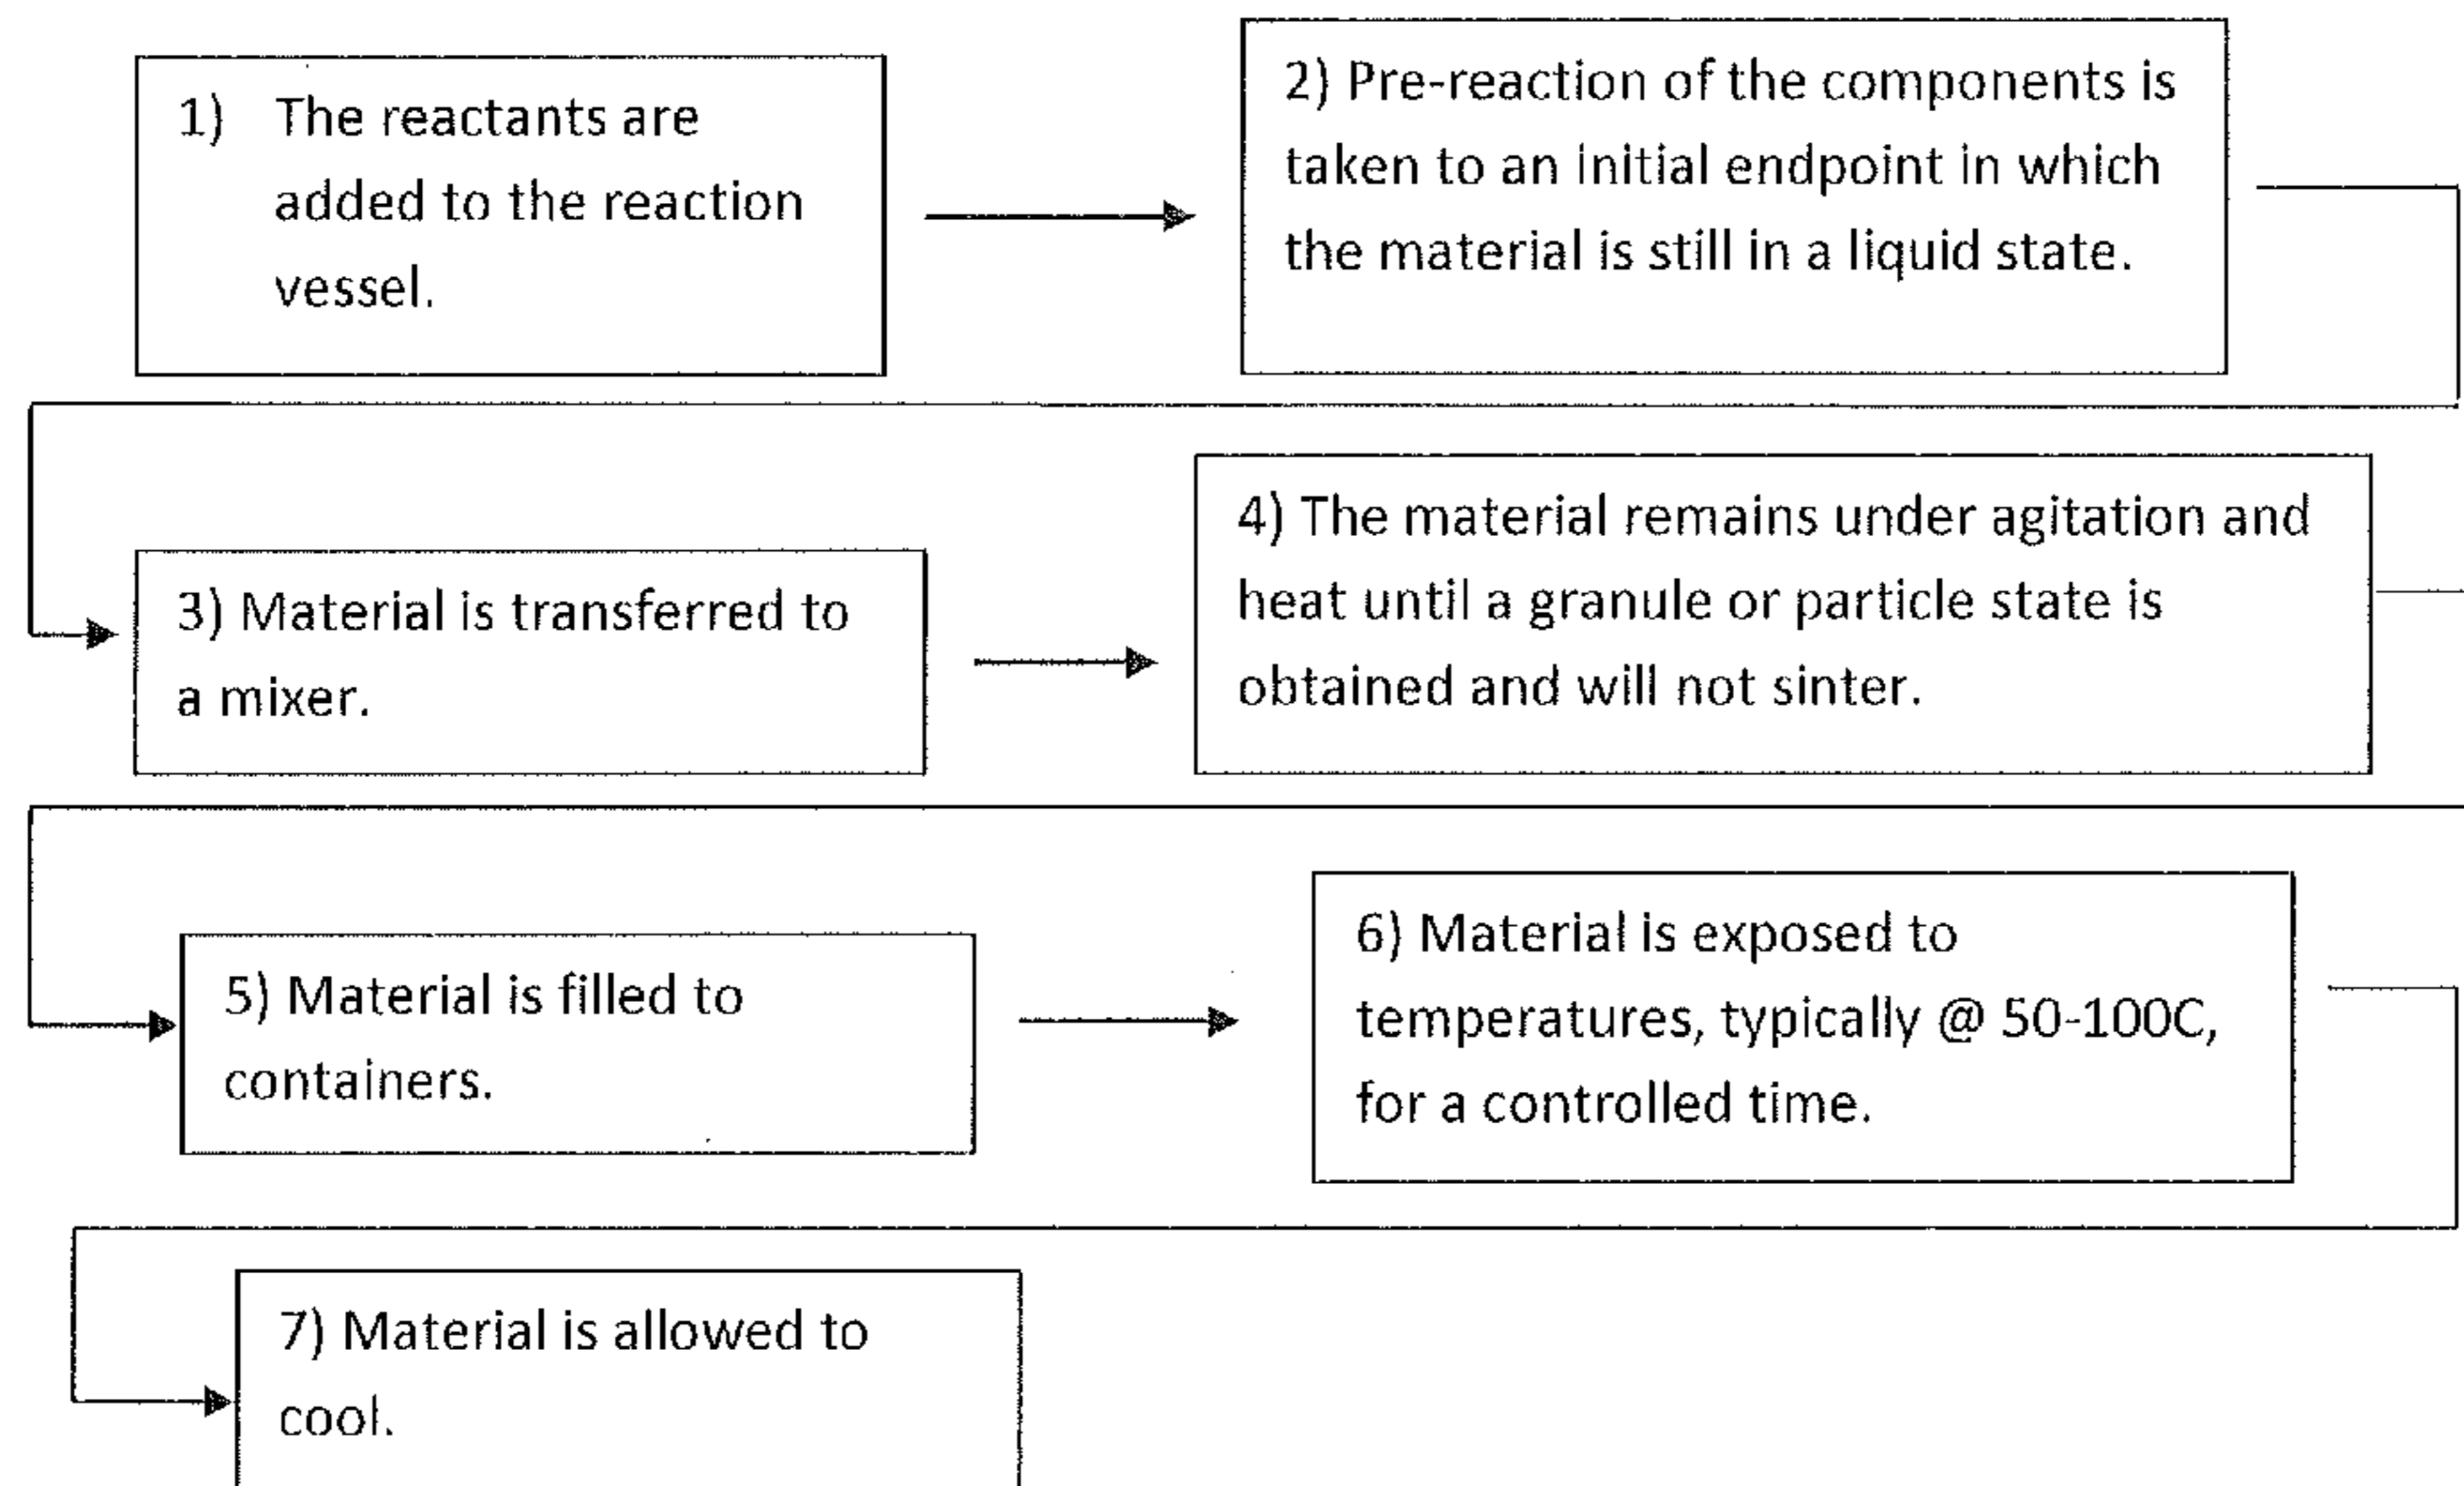 1) The reactants are
added to the reaction
vessel.
2) Pre-reaction of the components is
taken to an initial endpoint in which
the material is still in a liquid state.
3) Material is transferred to
a mixer.
4) The material remains under agitation and
heat until a granule or particle state is
obtained and will not sinter.
5) Material is filled to
containers.
6) Material is exposed to
temperatures, typically @ 50-100C,
for a controlled time.
7) Material is allowed to
cool.